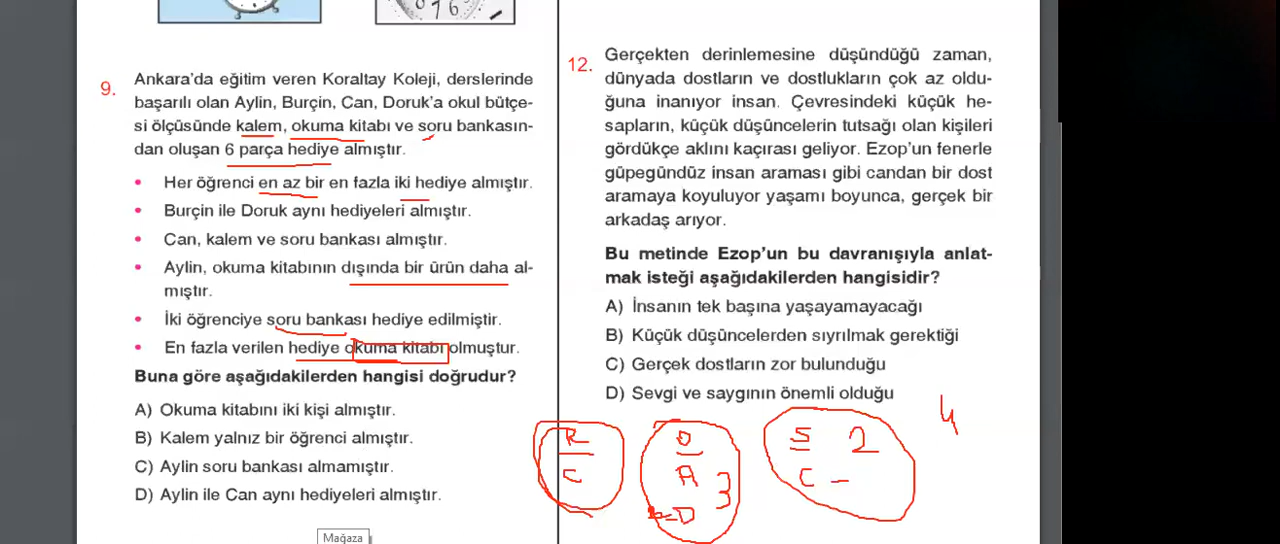 9.
Ankara'da eğitim veren Koraltay Koleji, derslerinde
başarılı olan Aylin, Burçin, Can, Doruk'a okul bütçe-
si ölçüsünde kalem, okuma kitabı ve soru bankasın-
dan oluşan 6 parça hediye almıştır.
• Her öğrenci en az bir en fazla iki hediye almıştır.
• Burçin ile Doruk aynı hediyeleri almıştır.
• Can, kalem ve soru bankası almıştır.
• Aylin, okuma kitabının dışında bir ürün daha al-
mıştır.
• İki öğrenciye soru bankası hediye edilmiştir.
• En fazla verilen hediye okuma kitabı olmuştur.
Buna göre aşağıdakilerden hangisi doğrudur?
A) Okuma kitabını iki kişi almıştır.
B) Kalem yalnız bir öğrenci almıştır.
C) Aylin soru bankası almamıştır.
D) Aylin ile Can aynı hediyeleri almıştır.
Mağaza
12.
Gerçekten derinlemesine düşündüğü zaman,
dünyada dostların ve dostlukların çok az oldu-
ğuna inanıyor insan. Çevresindeki küçük he-
sapların, küçük düşüncelerin tutsağı olan kişileri
gördükçe aklını kaçırası geliyor. Ezop'un fenerle
güpegündüz insan araması gibi candan bir dost
aramaya koyuluyor yaşamı boyunca, gerçek bir
arkadaş arıyor.
Bu metinde Ezop'un bu davranışıyla anlat-
mak isteği aşağıdakilerden hangisidir?
A) İnsanın tek başına yaşayamayacağı
B) Küçük düşüncelerden sıyrılmak gerektiği
C) Gerçek dostların zor bulunduğu
D) Sevgi ve saygının önemli olduğu
4
S 2
C -
A
3
D
C
7 6